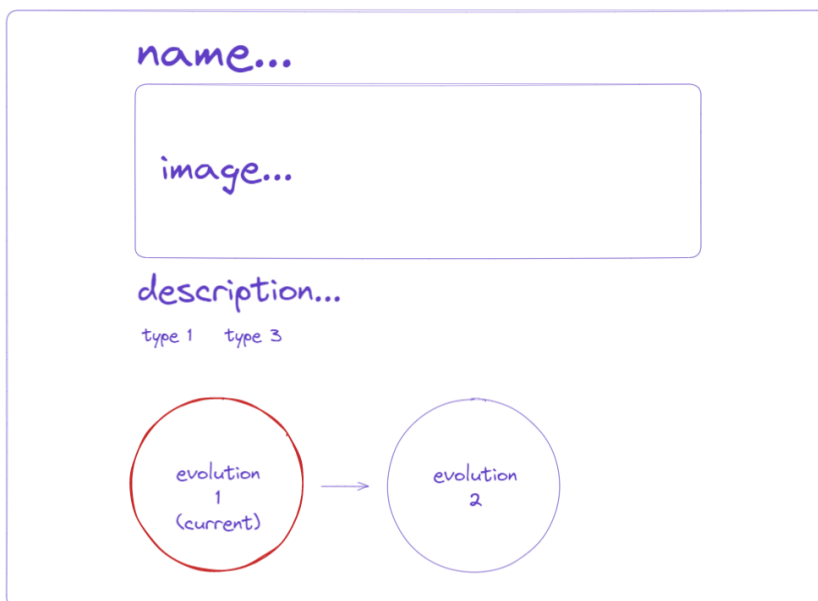 name...
image...
description...
type 1 type 3
evolution
1
(current)
evolution
2